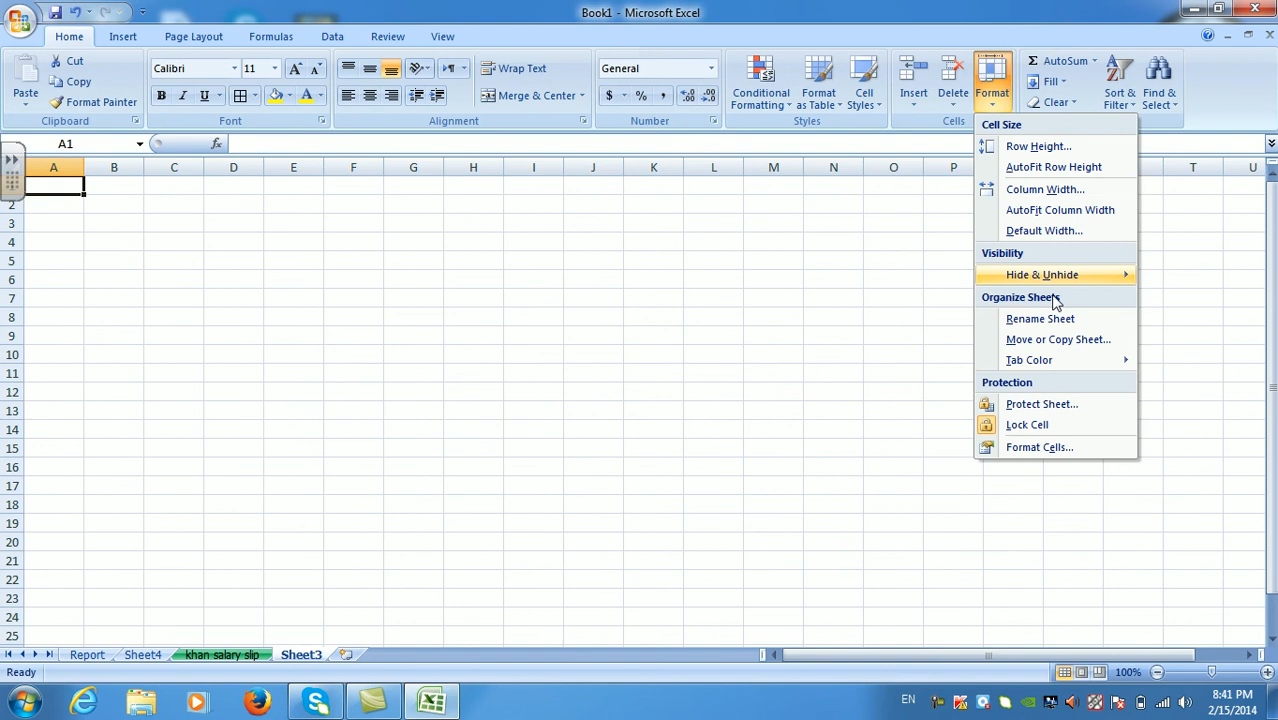 Book1 - Microsoft Excel
Home Insert Page Layout Formulas Data Review View
Paste
Cut
Copy
Format Painter
Clipboard
Calibri 11
B I U
Font
Wrap Text
Merge & Center
Alignment
General
$ % ,
Number
Conditional Formatting
Format as Table
Cell Styles
Styles
Insert Delete Format
Cells
Σ AutoSum
Fill
Clear
Sort & Filter
Find & Select
A1 fx
A B C D E F G H I J K L M N O P T U
2
3
4
5
6
7
8
9
10
11
12
13
14
15
16
17
18
19
20
21
22
23
24
25
Cell Size
Row Height...
AutoFit Row Height
Column Width...
AutoFit Column Width
Default Width...
Visibility
Hide & Unhide
Organize Sheets
Rename Sheet
Move or Copy Sheet...
Tab Color
Protection
Protect Sheet...
Lock Cell
Format Cells...
Report Sheet4 khan salary slip Sheet3
Ready 100%
EN 8:41 PM
2/15/2014